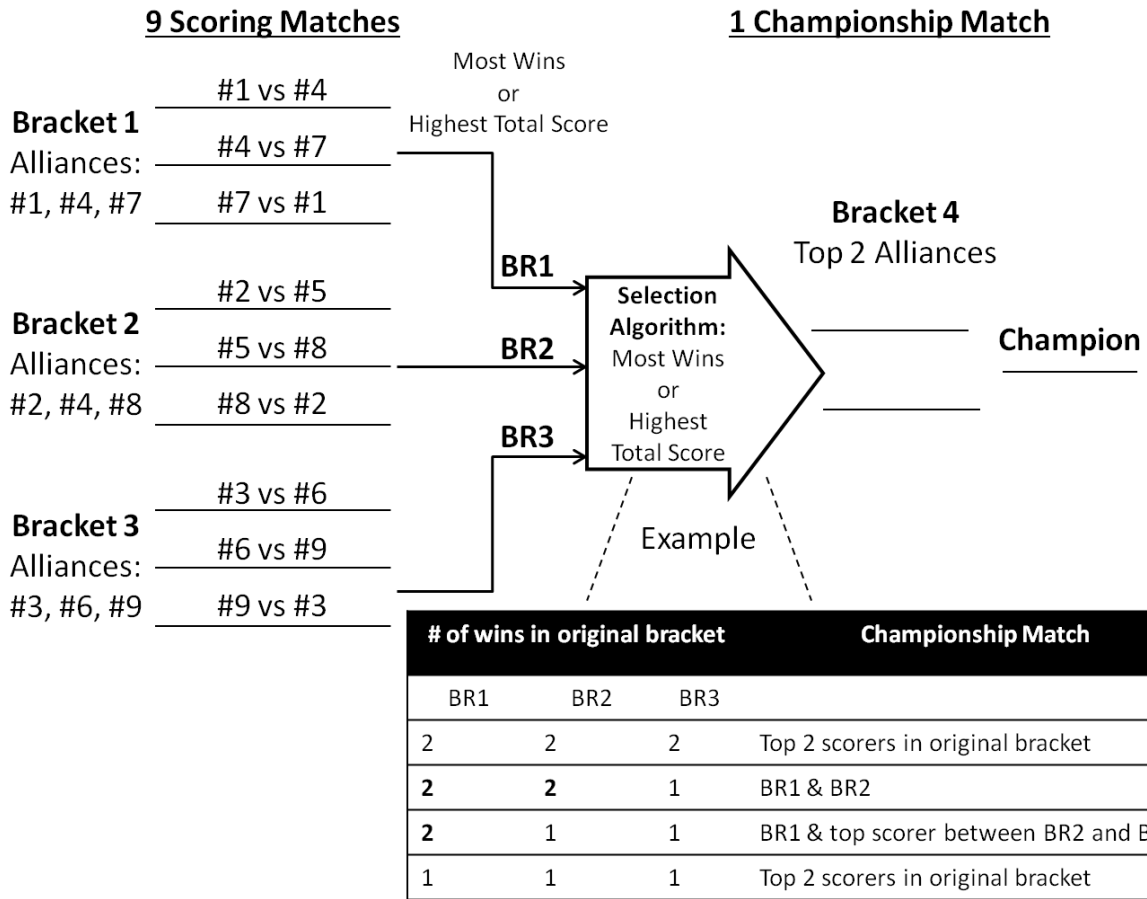 9 Scoring Matches
1 Championship Match
Most Wins
or
Highest Total Score
Bracket 1
Alliances:
#1, #4, #7
#1 vs #4
#4 vs #7
#7 vs #1
Bracket 2
Alliances:
#2, #4, #8
#2 vs #5
#5 vs #8
#8 vs #2
Bracket 3
Alliances:
#3, #6, #9
#3 vs #6
#6 vs #9
#9 vs #3
BR1
BR2
BR3
Selection
Algorithm:
Most Wins
or
Highest
Total Score
Bracket 4
Top 2 Alliances
Champion
Example
# of wins in original bracket Championship Match
BR1 BR2 BR3
2 2 2 Top 2 scorers in original bracket
2 2 1 BR1 & BR2
2 1 1 BR1 & top scorer between BR2 and
1 1 1 Top 2 scorers in original bracket